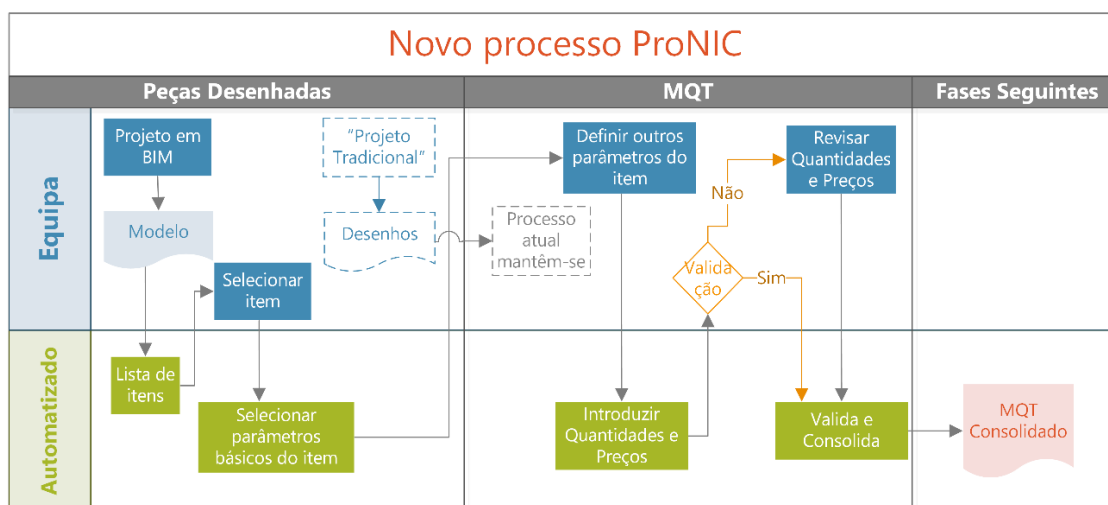 Novo processo ProNIC
Peças Desenhadas
MQT
Fases Seguintes
Equipa
Projeto em
BIM
Modelo
Selecionar
item
“Projeto
Tradicional”
Desenhos
Processo
atual
mantêm-se
Definir outros
parâmetros do
item
Não
Valida
ção
Sim
Revisar
Quantidades
e Preços
Automatizado
Lista de
itens
Selecionar
parâmetros
básicos do item
Introduzir
Quantidades e
Preços
Valida e
Consolida
MQT
Consolidado